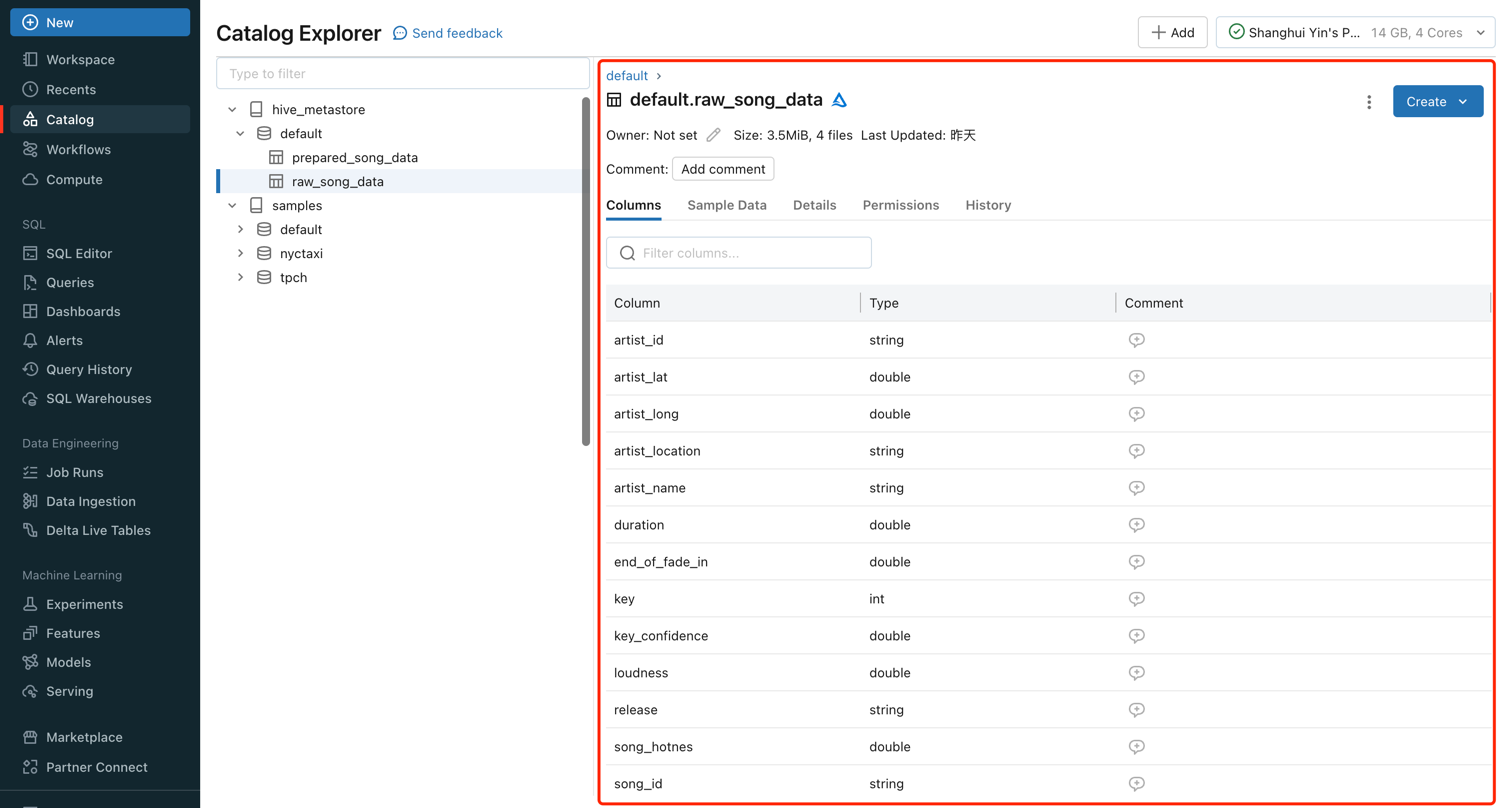 New
Workspace
Recents
Catalog
Workflows
Compute
SQL
SQL Editor
Queries
Dashboards
Alerts
Query History
SQL Warehouses
Data Engineering
Job Runs
Data Ingestion
Delta Live Tables
Machine Learning
Experiments
Features
Models
Serving
Marketplace
Partner Connect
Catalog Explorer Send feedback
Add Shanghui Yin's P... 14 GB, 4 Cores
Type to filter
hive_metastore
default
prepared_song_data
raw_song_data
samples
default
nyctaxi
tpch
default
default.raw_song_data
Create
Owner: Not set Size: 3.5MiB, 4 files Last Updated: 昨天
Comment: Add comment
Columns Sample Data Details Permissions History
Filter columns...
Column Type Comment
artist_id string
artist_lat double
artist_long double
artist_location string
artist_name string
duration double
end_of_fade_in double
key int
key_confidence double
loudness double
release string
song_hotnes double
song_id string